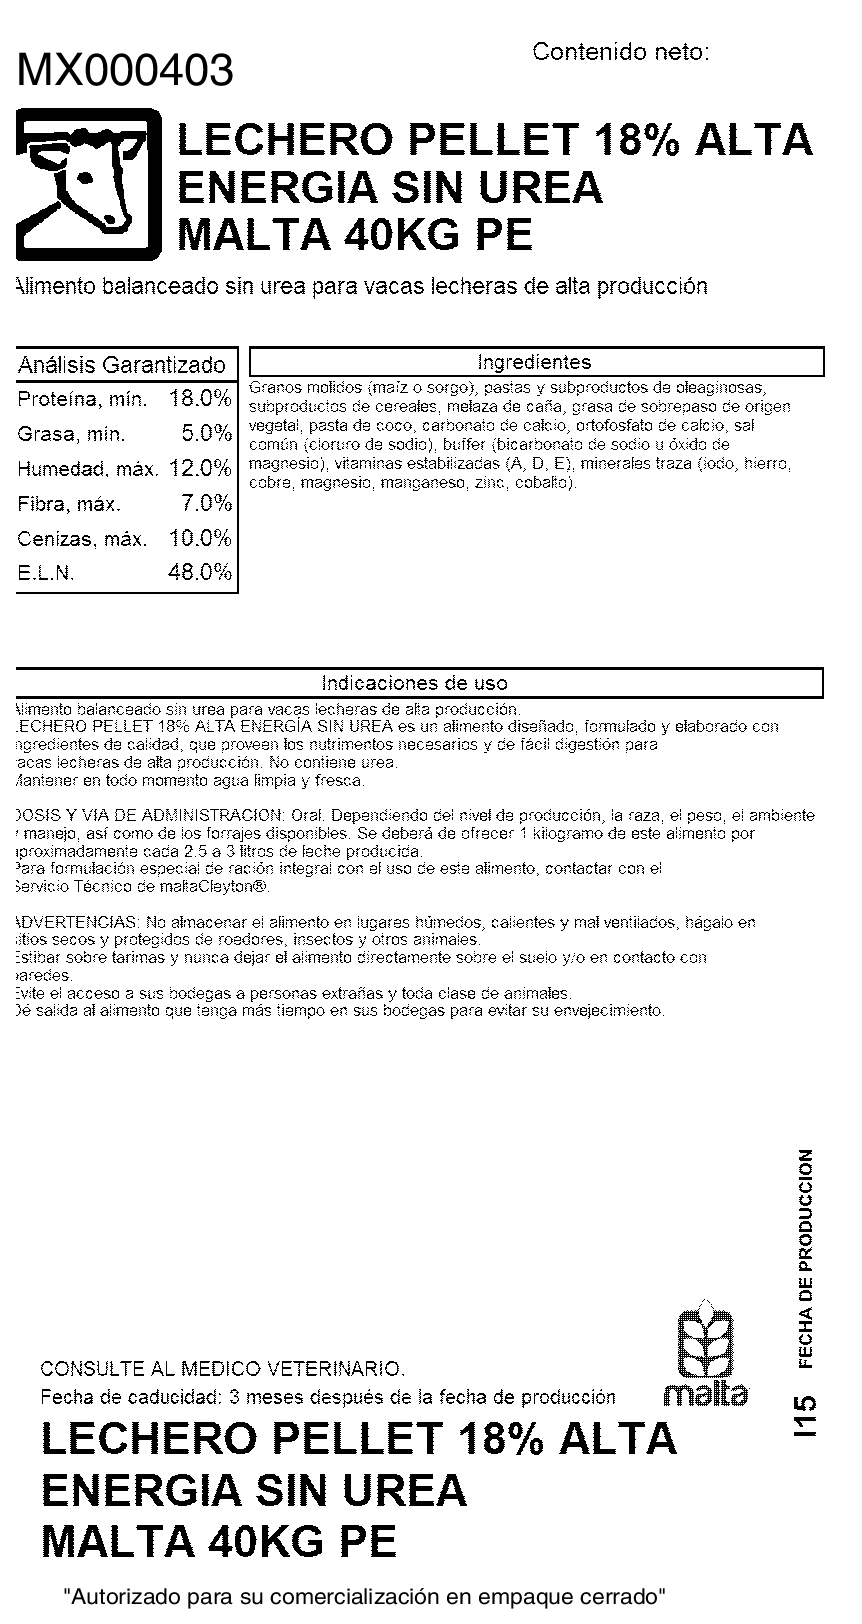 Contenido neto:
MX000403
LECHERO PELLET 18% ALTA
ENERGIA SIN UREA
MALTA 40KG PE
Alimento balanceado sin urea para vacas lecheras de alta producción
Análisis Garantizado
Proteína, mín. 18.0%
Grasa, mín. 5.0%
Humedad, máx. 12.0%
Fibra, máx. 7.0%
Cenizas, máx. 10.0%
E.L.N. 48.0%
Ingredientes
Granos molidos (maíz o sorgo), pastas y subproductos de oleaginosas,
subproductos de cereales, melaza de caña, grasa de sobrepaso de origen
vegetal, pasta de coco, carbonato de calcio, ortofosfato de calcio, sal
común (cloruro de sodio), buffer (bicarbonato de sodio u óxido de
magnesio), vitaminas estabilizadas (A, D, E), minerales traza (iodo, hierro,
cobre, magnesio, manganeso, zinc, cobalto).
Indicaciones de uso
Alimento balanceado sin urea para vacas lecheras de alta producción.
LECHERO PELLET 18% ALTA ENERGÍA SIN UREA es un alimento diseñado, formulado y elaborado con
ingredientes de calidad, que proveen los nutrimentos necesarios y de fácil digestión para
vacas lecheras de alta producción. No contiene urea.
Mantener en todo momento agua limpia y fresca.
DOSIS Y VIA DE ADMINISTRACION: Oral. Dependiendo del nivel de producción, la raza, el peso, el ambiente
y manejo, así como de los forrajes disponibles. Se deberá de ofrecer 1 kilogramo de este alimento por
aproximadamente cada 2.5 a 3 litros de leche producida.
Para formulación especial de ración integral con el uso de este alimento, contactar con el
Servicio Técnico de maltaCleyton®.
ADVERTENCIAS: No almacenar el alimento en lugares húmedos, calientes y mal ventilados, hágalo en
sitios secos y protegidos de roedores, insectos y otros animales.
Estibar sobre tarimas y nunca dejar el alimento directamente sobre el suelo y/o en contacto con
paredes.
Evite el acceso a sus bodegas a personas extrañas y toda clase de animales.
Dé salida al alimento que tenga más tiempo en sus bodegas para evitar su envejecimiento.
FECHA DE PRODUCCION
I15
malta
CONSULTE AL MEDICO VETERINARIO.
Fecha de caducidad: 3 meses después de la fecha de producción
LECHERO PELLET 18% ALTA
ENERGIA SIN UREA
MALTA 40KG PE
"Autorizado para su comercialización en empaque cerrado"